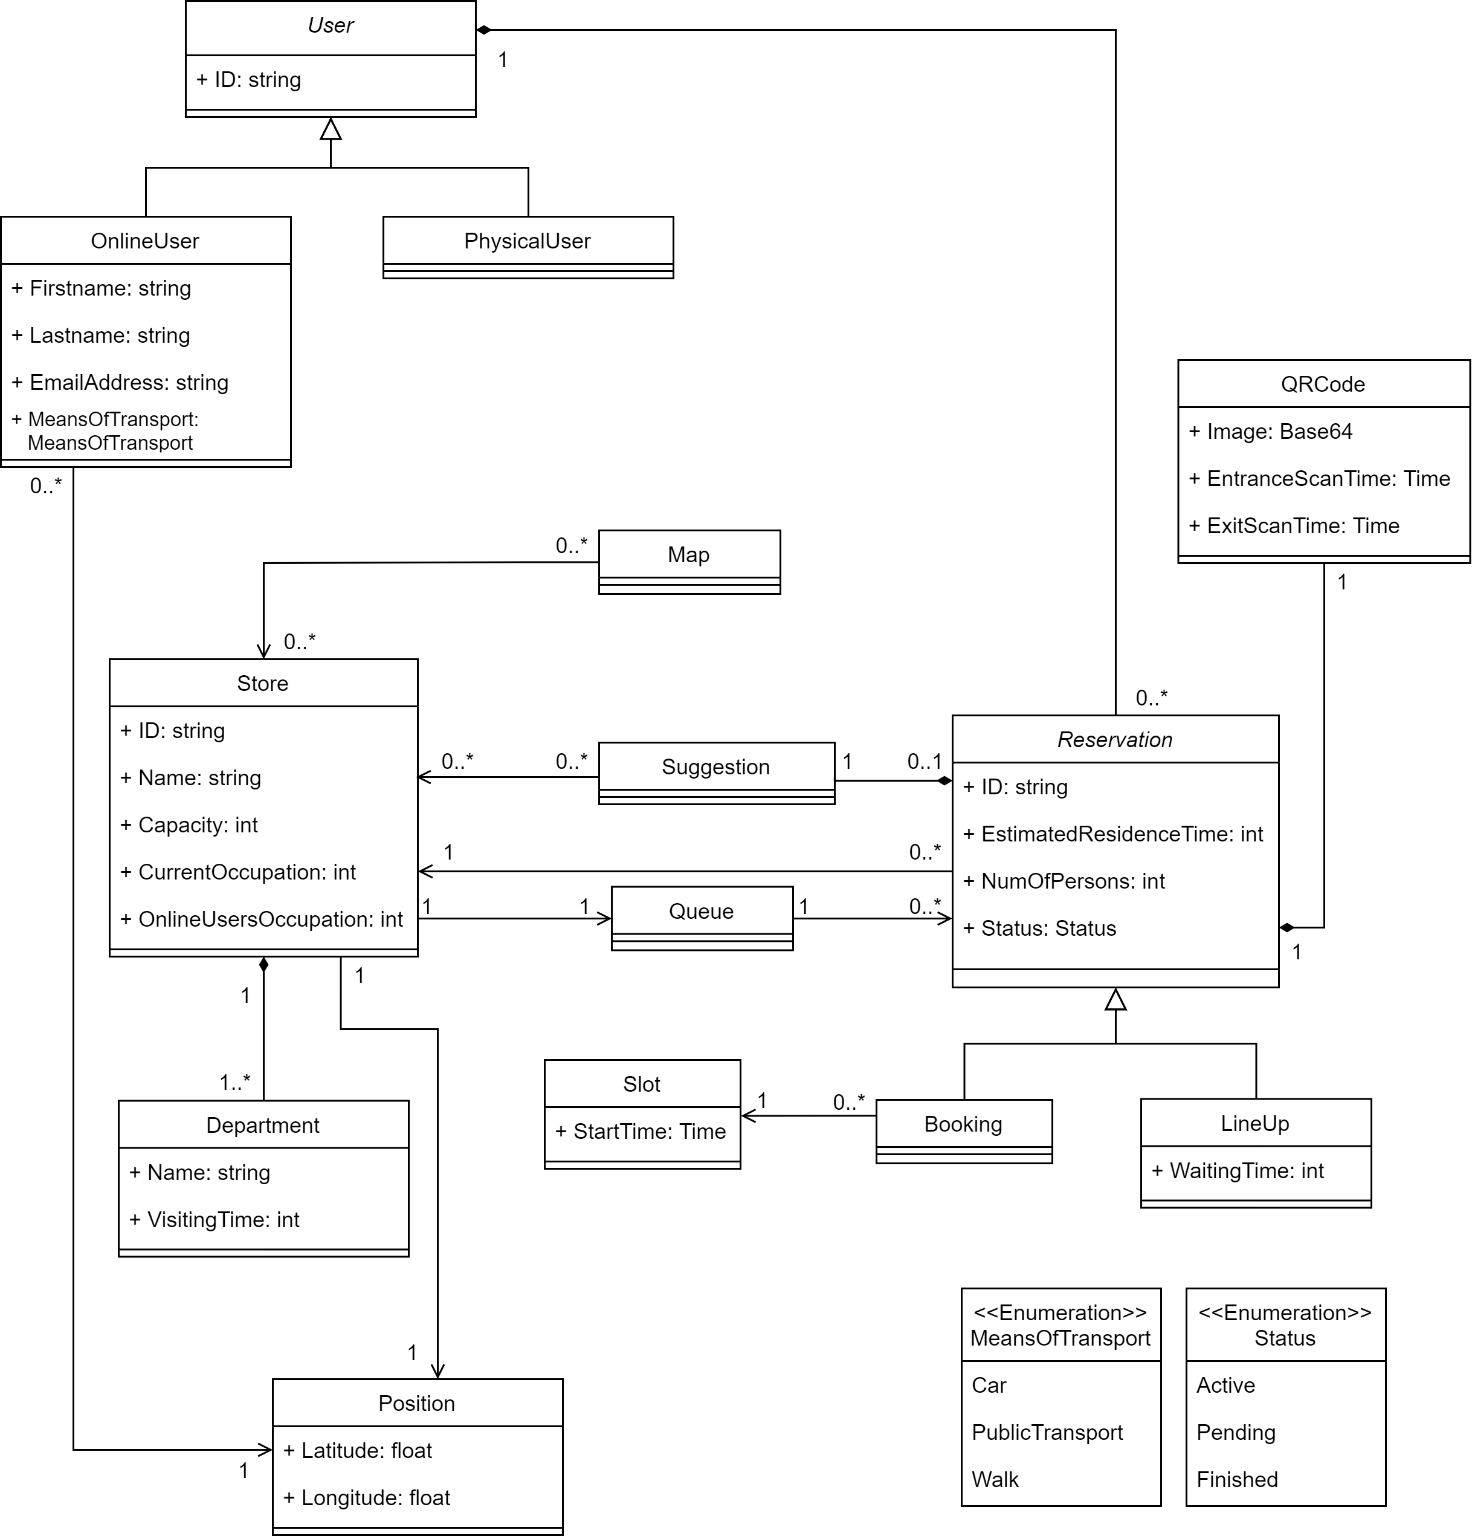 User
1
+ ID: string
OnlineUser
+ Firstname: string
+ Lastname: string
+ EmailAddress: string
+ MeansOfTransport:
MeansOfTransport
0..*
PhysicalUser
QRCode
+ Image: Base64
+ EntranceScanTime: Time
+ ExitScanTime: Time
1
0..*
Map
0..*
Store
+ ID: string
+ Name: string
+ Capacity: int
+ CurrentOccupation: int
+ OnlineUsersOccupation: int
0..*
0..*
Suggestion
1
0..1
0..*
Reservation
+ ID: string
+ EstimatedResidenceTime: int
+ NumOfPersons: int
+ Status: Status
1
0..*
1
1
Queue
1
0..*
1
1
1
1..*
Department
+ Name: string
+ VisitingTime: int
Slot
+ StartTime: Time
1
0..*
Booking
LineUp
+ WaitingTime: int
1
Position
+ Latitude: float
+ Longitude: float
1
<<Enumeration>>
MeansOfTransport
Car
PublicTransport
Walk
<<Enumeration>>
Status
Active
Pending
Finished